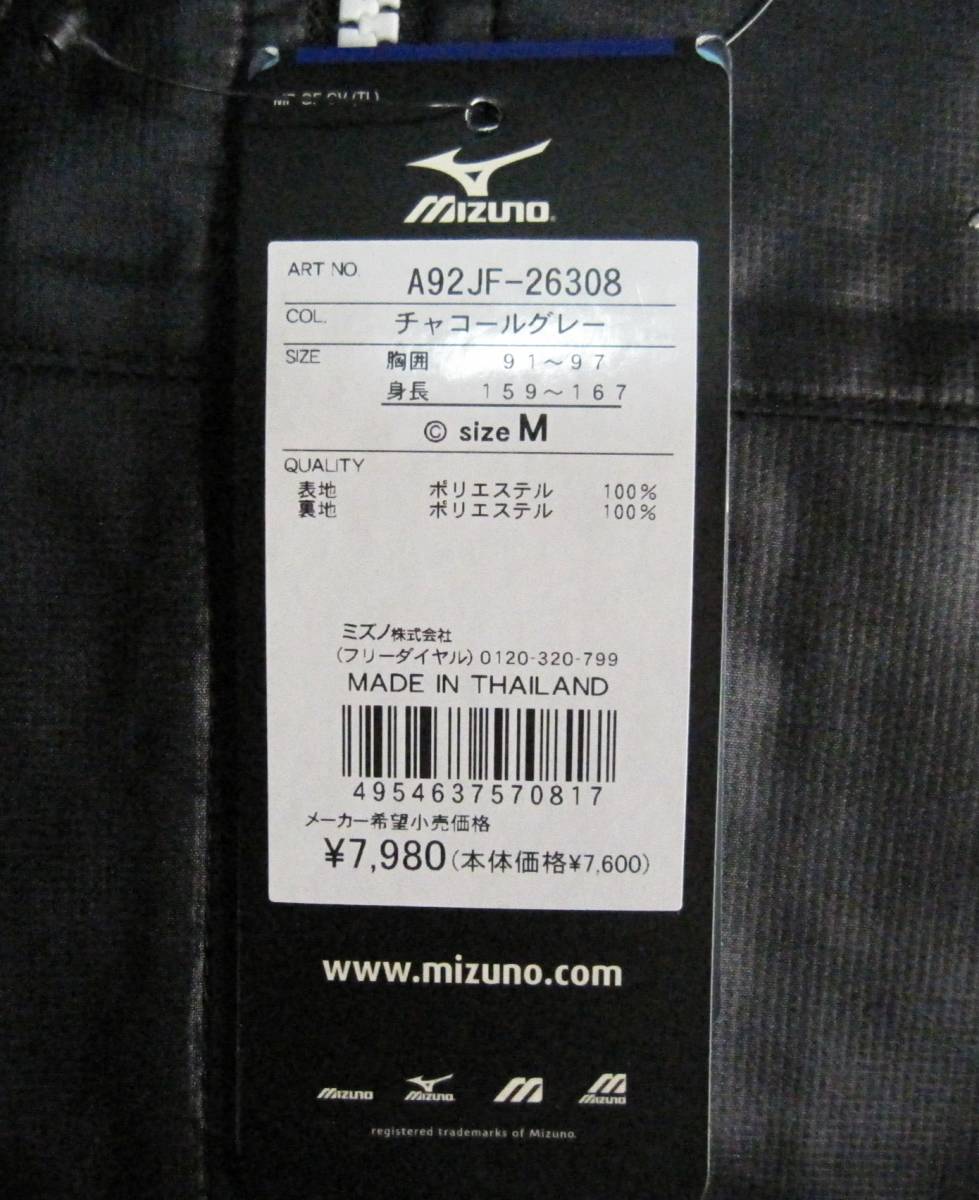 MIZUNO
ART NO. A92JF-26308
COL. チャコールグレー
SIZE 胸囲 91～97
身長 159～167
© size M
QUALITY
表地 ポリエステル 100%
裏地 ポリエステル 100%
ミズノ株式会社
(フリーダイヤル) 0120-320-799
MADE IN THAILAND
4954637570817
メーカー希望小売価格
¥7,980(本体価格¥7,600)
www.mizuno.com
MIZUNO MIZUNO MIZUNO
registered trademarks of Mizuno.